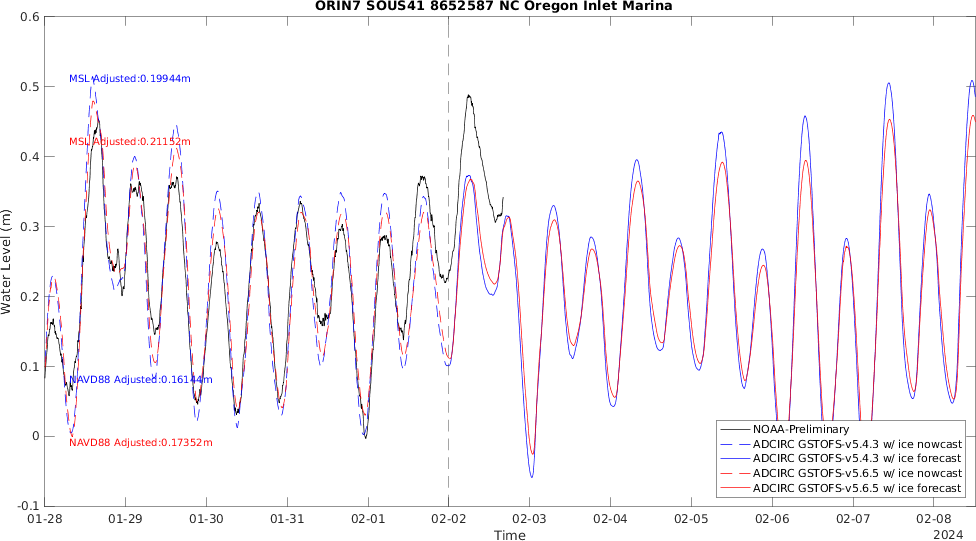 ORIN7 SOUS41 8652587 NC Oregon Inlet Marina
0.6
0.5
0.4
0.3
0.2
0.1
0
-0.1
Water Level (m)
MSL Adjusted:0.19944m
MSL Adjusted:0.21152m
NAVD88 Adjusted:0.16144m
NAVD88 Adjusted:0.17352m
NOAA-Preliminary
ADCIRC GSTOFS-v5.4.3 w/ ice nowcast
ADCIRC GSTOFS-v5.4.3 w/ ice forecast
ADCIRC GSTOFS-v5.6.5 w/ ice nowcast
ADCIRC GSTOFS-v5.6.5 w/ ice forecast
01-28 01-29 01-30 01-31 02-01 02-02 02-03 02-04 02-05 02-06 02-07 02-08
Time
2024